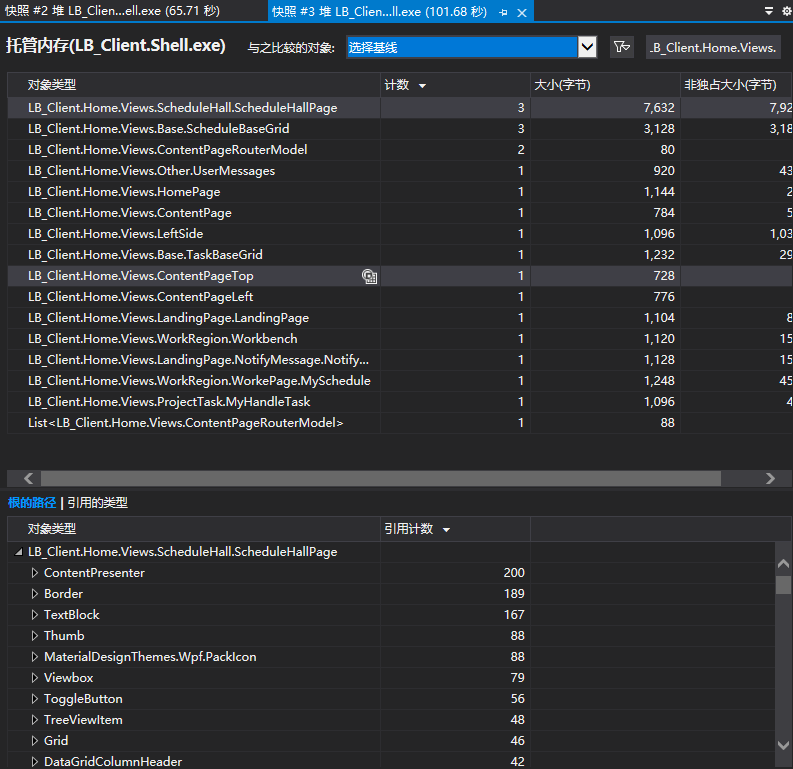 快照 #2 堆 LB_Clien...ell.exe (65.71 秒) 快照 #3 堆 LB_Clien...ll.exe (101.68 秒)
托管内存(LB_Client.Shell.exe) 与之比较的对象: 选择基线 .B_Client.Home.Views.
对象类型 计数 大小(字节) 非独占大小(字节)
LB_Client.Home.Views.ScheduleHall.ScheduleHallPage 3 7,632 7,92
LB_Client.Home.Views.Base.ScheduleBaseGrid 3 3,128 3,18
LB_Client.Home.Views.ContentPageRouterModel 2 80
LB_Client.Home.Views.Other.UserMessages 1 920 43
LB_Client.Home.Views.HomePage 1 1,144 2
LB_Client.Home.Views.ContentPage 1 784 5
LB_Client.Home.Views.LeftSide 1 1,096 1,03
LB_Client.Home.Views.Base.TaskBaseGrid 1 1,232 29
LB_Client.Home.Views.ContentPageTop 1 728
LB_Client.Home.Views.ContentPageLeft 1 776
LB_Client.Home.Views.LandingPage.LandingPage 1 1,104 8
LB_Client.Home.Views.WorkRegion.Workbench 1 1,120 15
LB_Client.Home.Views.LandingPage.NotifyMessage.Notify... 1 1,128 15
LB_Client.Home.Views.WorkRegion.WorkePage.MySchedule 1 1,248 45
LB_Client.Home.Views.ProjectTask.MyHandleTask 1 1,096 4
List<LB_Client.Home.Views.ContentPageRouterModel> 1 88
根的路径 | 引用的类型
对象类型 引用计数
LB_Client.Home.Views.ScheduleHall.ScheduleHallPage
ContentPresenter 200
Border 189
TextBlock 167
Thumb 88
MaterialDesignThemes.Wpf.PackIcon 88
Viewbox 79
ToggleButton 56
TreeViewItem 48
Grid 46
DataGridColumnHeader 42